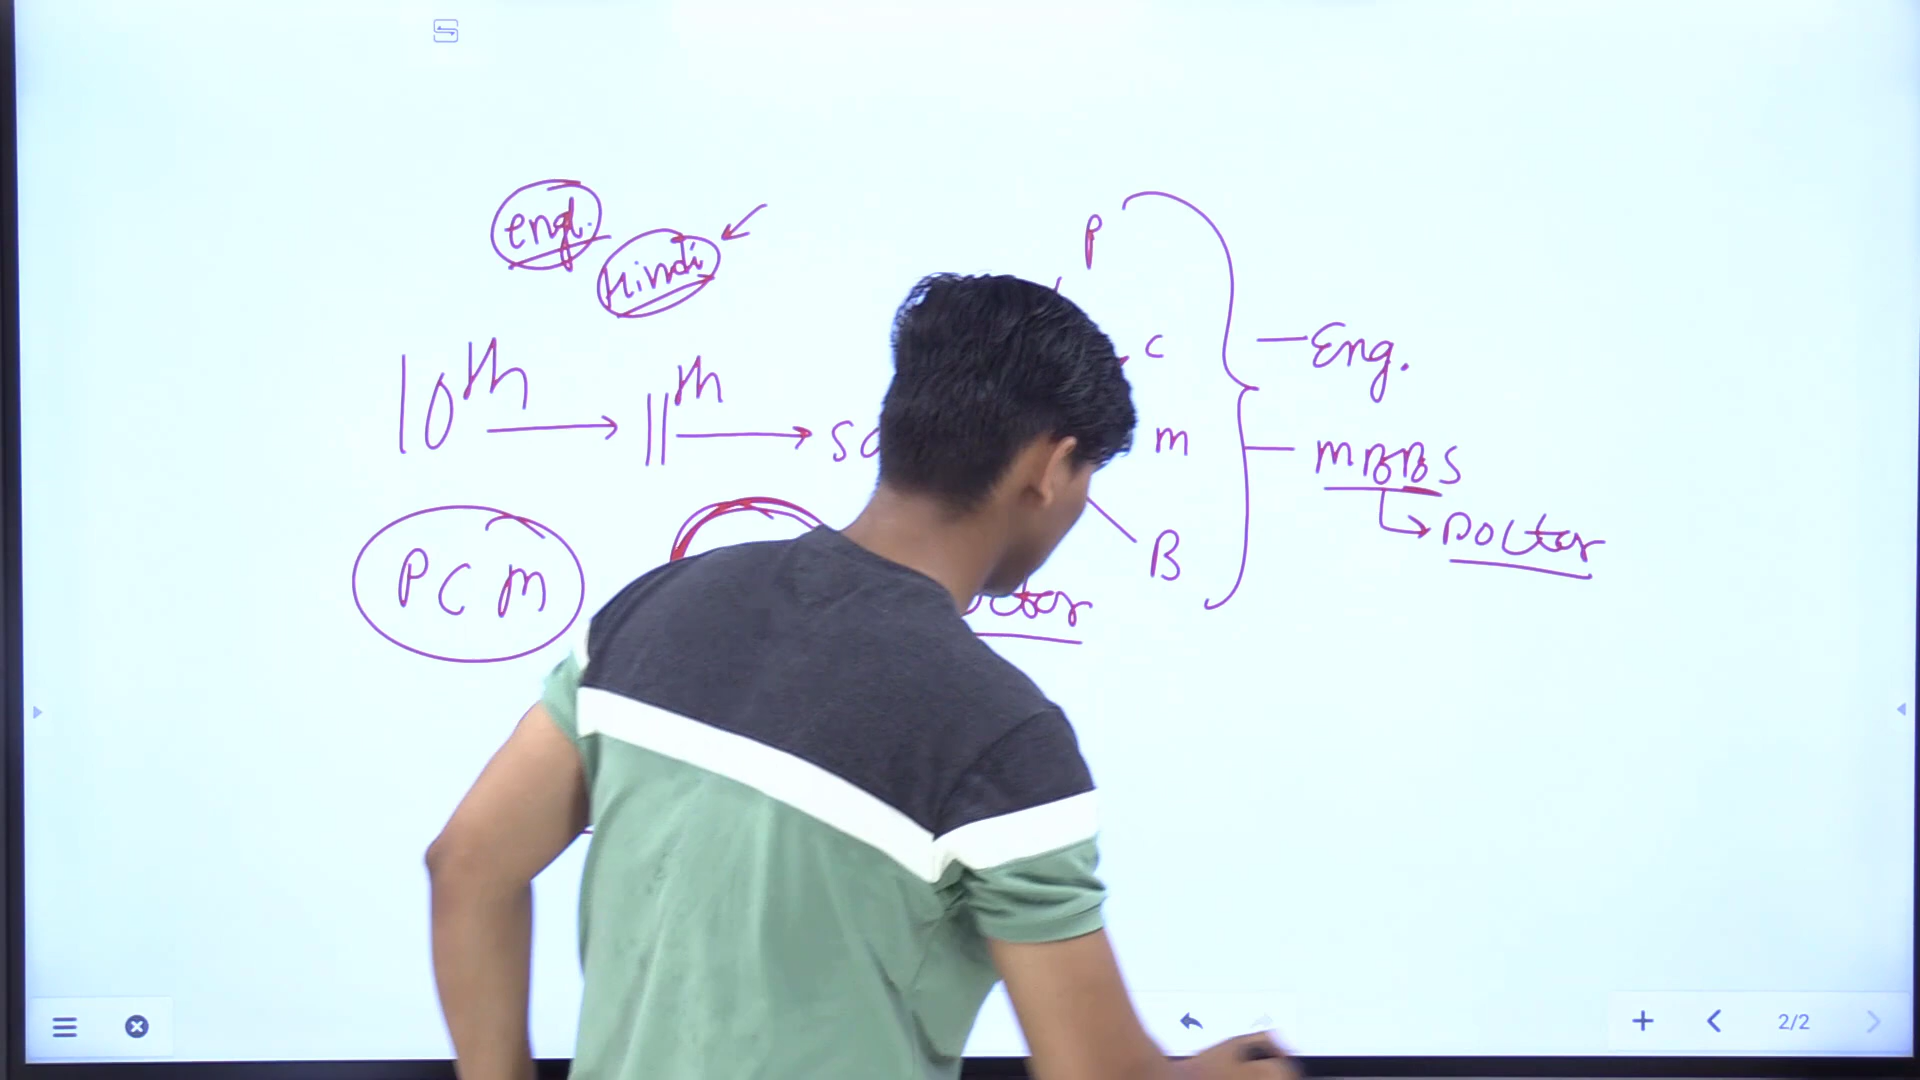 engl.
Hindi
P
C
m
B
Eng.
MBBS
Doctor
10th
11th
PCM
2/2